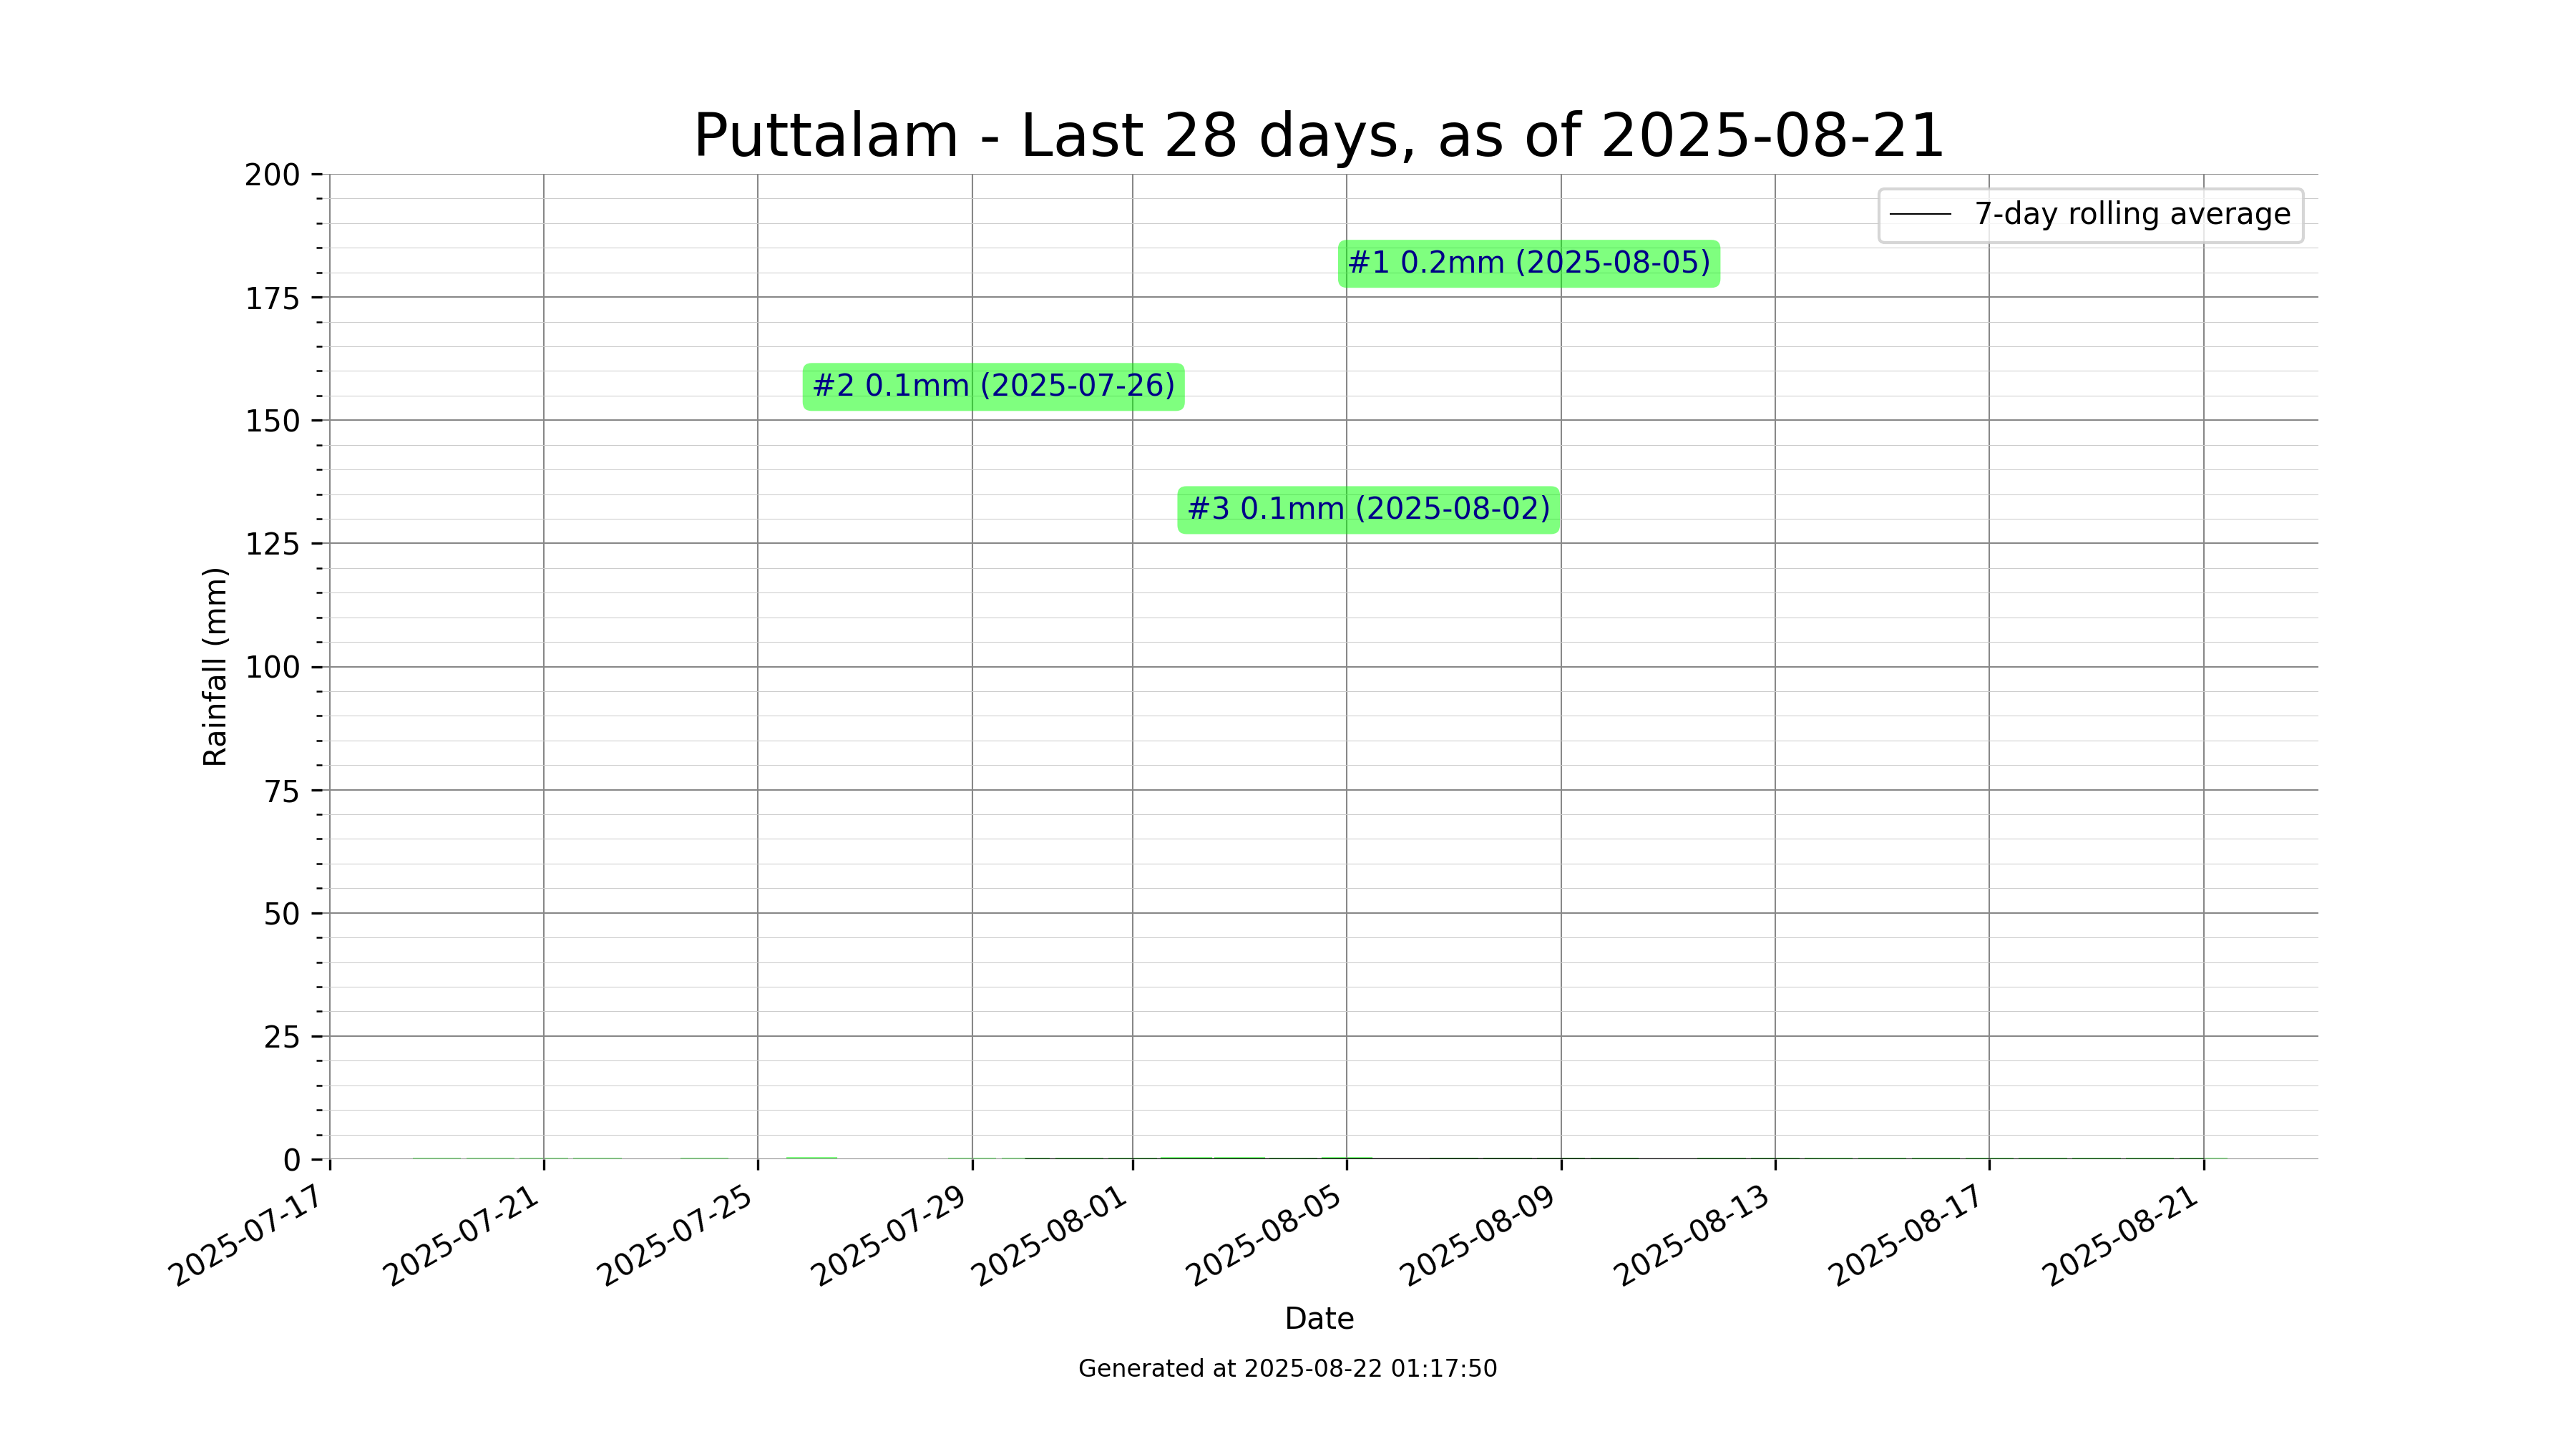 Puttalam - Last 28 days, as of 2025-08-21
7-day rolling average
#1 0.2mm (2025-08-05)
#2 0.1mm (2025-07-26)
#3 0.1mm (2025-08-02)
Rainfall (mm)
200
175
150
125
100
75
50
25
0
2025-07-17
2025-07-21
2025-07-25
2025-07-29
2025-08-01
2025-08-05
2025-08-09
2025-08-13
2025-08-17
2025-08-21
Date
Generated at 2025-08-22 01:17:50